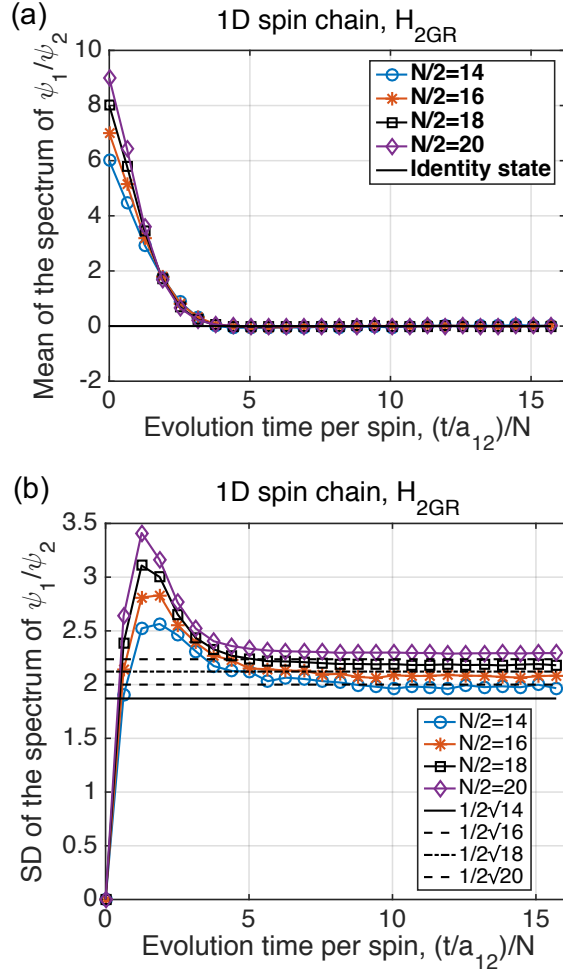 (a)
1D spin chain, H2GR
10
8
6
4
2
0
-2
Mean of the spectrum of ψ1/ψ2
N/2=14
N/2=16
N/2=18
N/2=20
Identity state
0
5
10
15
Evolution time per spin, (t/a12)/N
(b)
1D spin chain, H2GR
3.5
3
2.5
2
1.5
1
0.5
0
SD of the spectrum of ψ1/ψ2
N/2=14
N/2=16
N/2=18
N/2=20
1/2√14
1/2√16
1/2√18
1/2√20
0
5
10
15
Evolution time per spin, (t/a12)/N